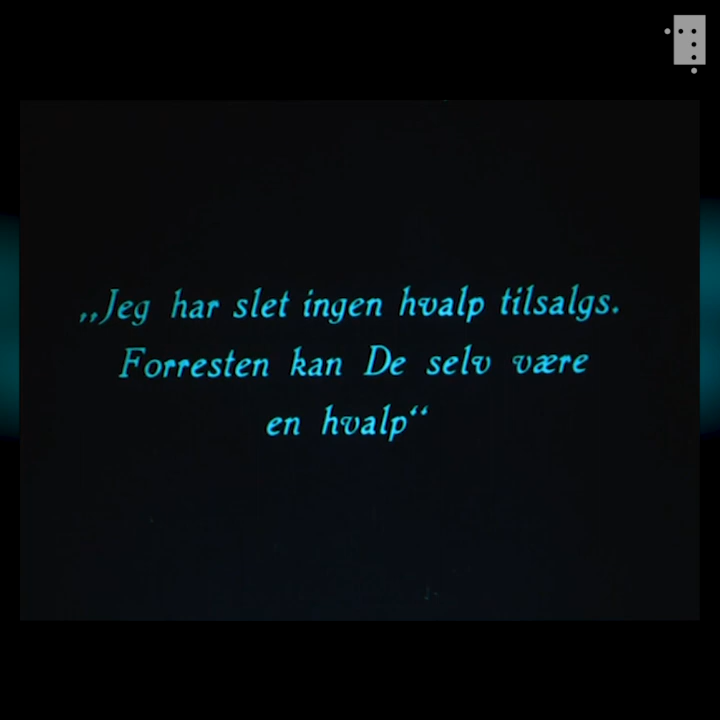 „Jeg har slet ingen hvalp tilsalgs.
Forresten kan De selv være
en hvalp“